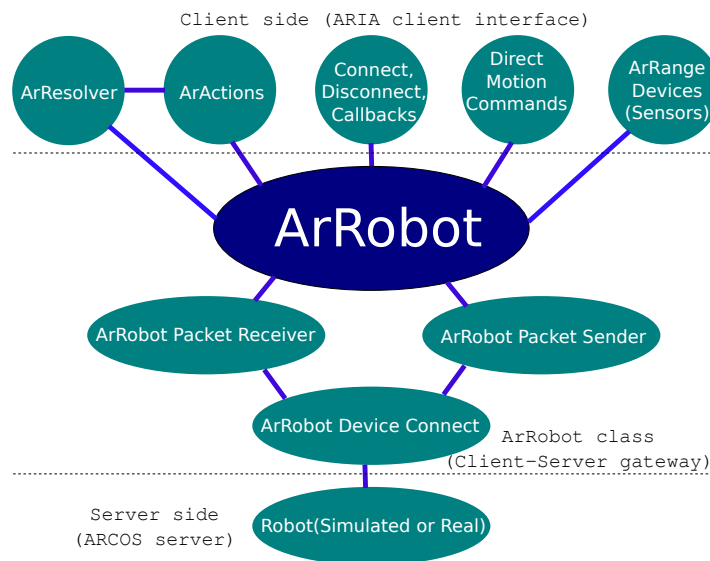 Client side (ARIA client interface)
ArResolver
ArActions
Connect,
Disconnect,
Callbacks
Direct
Motion
Commands
ArRange
Devices
(Sensors)
ArRobot
ArRobot Packet Receiver
ArRobot Packet Sender
ArRobot Device Connect
ArRobot class
(Client-Server gateway)
Server side
(ARCOS server)
Robot(Simulated or Real)